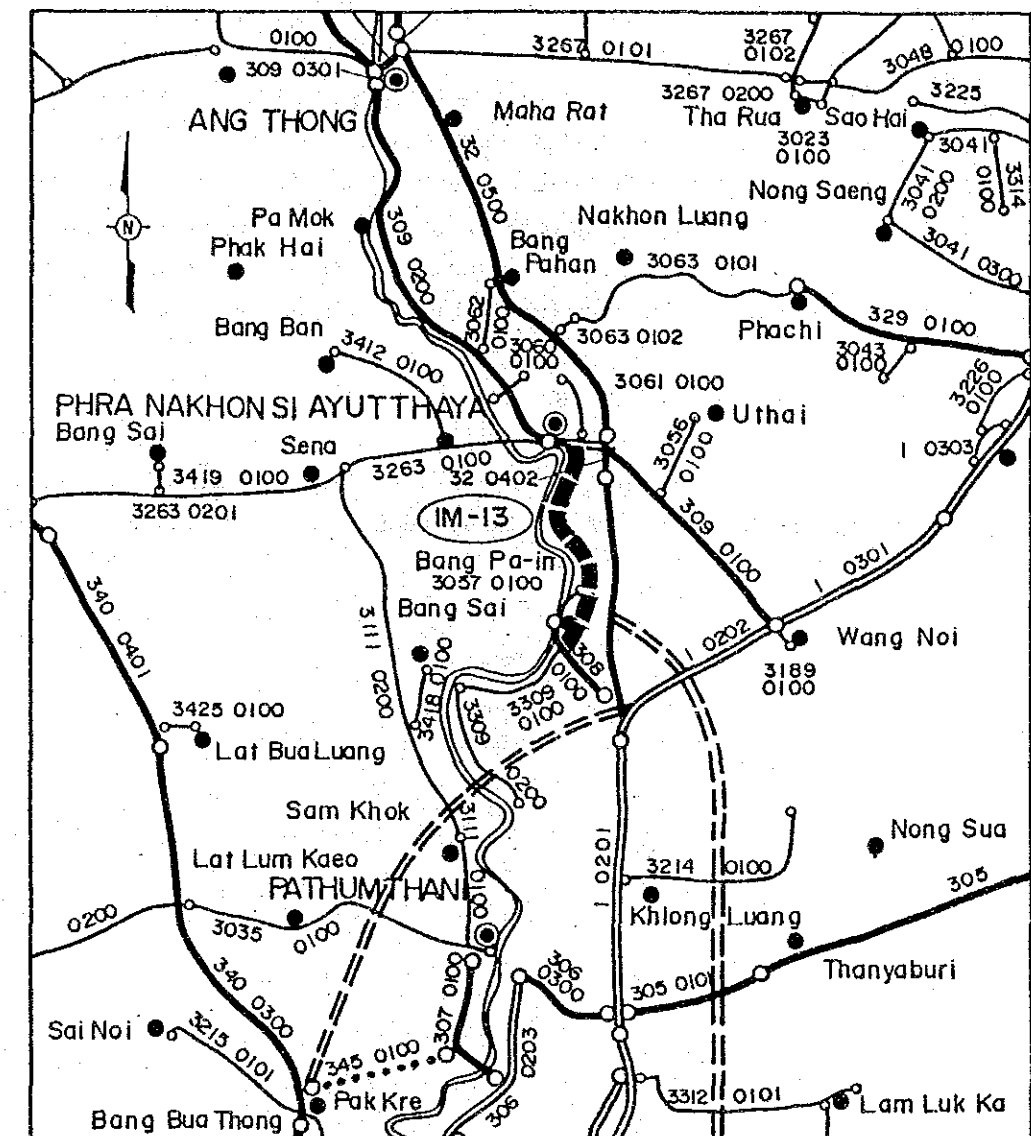 0100
3267 0101
3267
0102
3048 0100
309 0301
3267 0200
3225
ANG THONG
Maha Rat
Tha Rua
Sao Hai
3023
0100
3041
3314
0100
32 0500
Nong Saeng
3041
0200
Pa Mok
Phak Hai
309 0200
Nakhon Luang
Bang
Pahan
3063 0101
3041 0300
N
Bang Ban
3412 0100
3062
0100
3060
0100
3063 0102
Phachi
329 0100
3043
0100
3061 0100
3226
0100
PHRA NAKHON SI AYUTTHAYA
Uthai
Bang Sai
Sena
3056
0100
1 0303
3419 0100
3263 0100
32 0402
3263 0201
IM-13
309 0100
Bang Pa-in
3057 0100
1 0301
Bang Sai
340 0401
3111 0200
1 0202
Wang Noi
308
0100
3189
0100
3418 0100
3309
0100
3425 0100
3309
0200
Lat Bua Luang
Sam Khok
3111
0100
Nong Sua
Lat Lum Kaeo
PATHUMTHANI
1 0201
3214 0100
305
0200
3035 0100
Khlong Luang
306
0300
Thanyaburi
340 0300
307 0100
305 0101
Sai Noi
3215 0101
345 0100
0203
306
Pak Kre
3312 0101
Lam Luk Ka
Bang Bua Thong